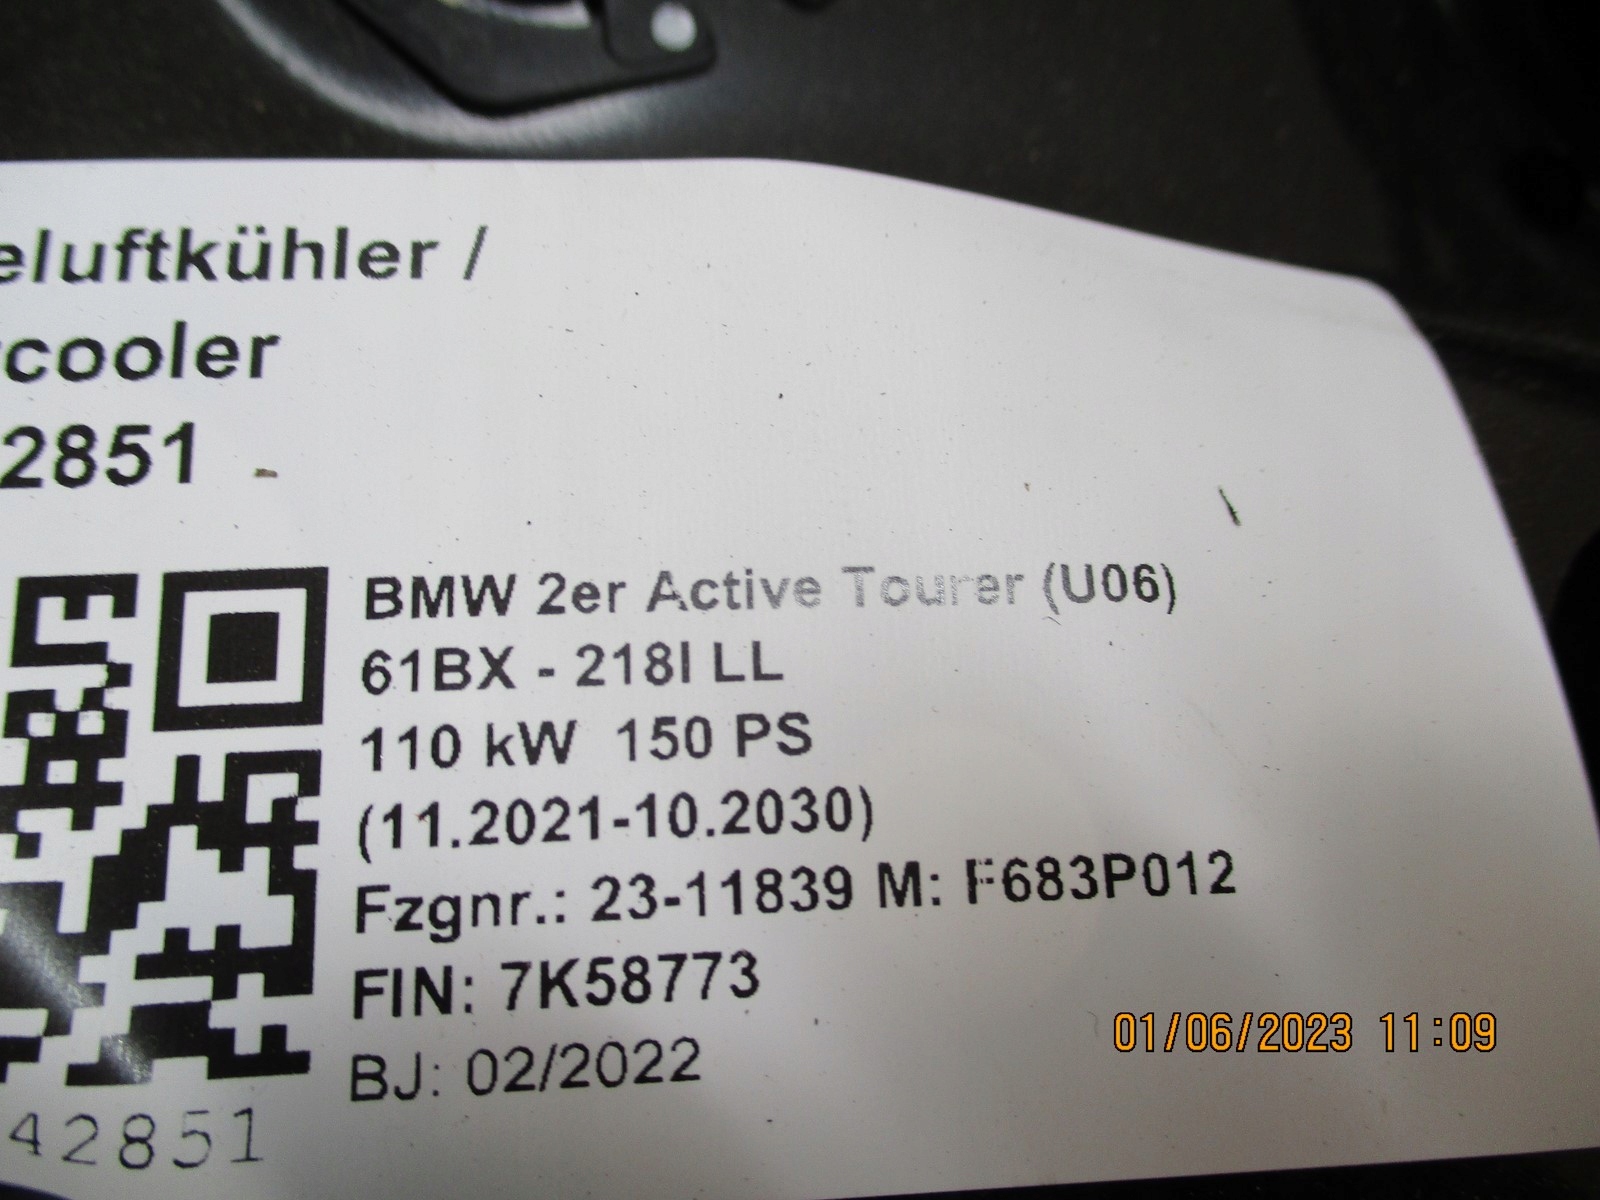 eluftkühler /
rcooler
2851
BMW 2er Active Tourer (U06)
61BX - 218I LL
110 kW 150 PS
(11.2021-10.2030)
Fzgnr.: 23-11839 M: F683P012
FIN: 7K58773
BJ: 02/2022
42851
01/06/2023 11:09